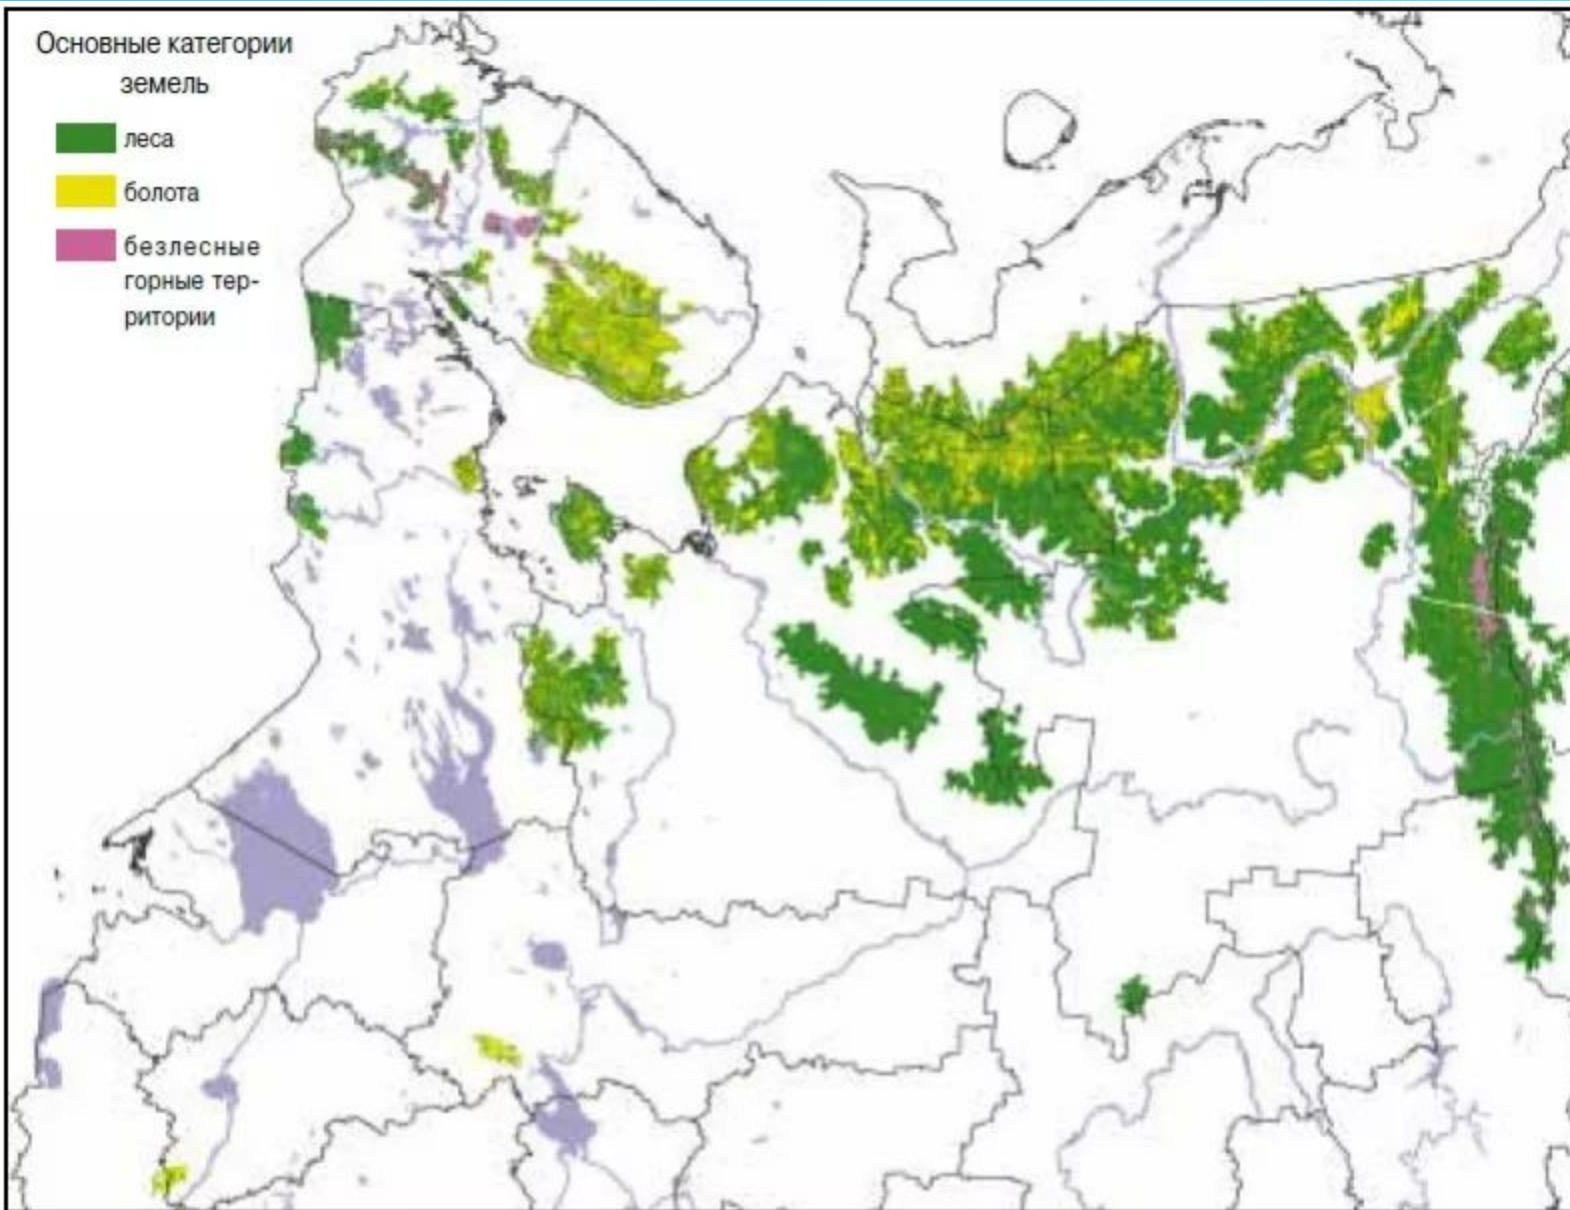 Основные категории
земель
леса
болота
безлесные
горные тер-
ритории